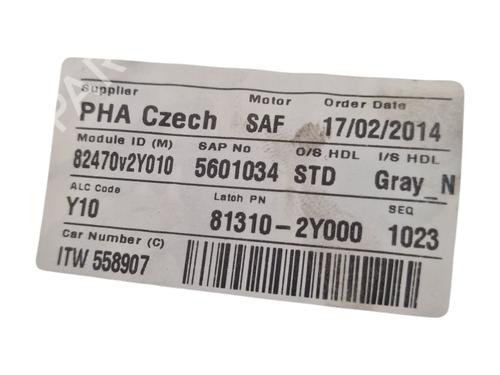 Supplier Motor Order Date
PHA Czech SAF 17/02/2014
Module ID (M) SAP No O/S HDL I/S HDL
82470v2Y010 5601034 STD Gray_N
ALC Code Latch PN SEQ
Y10 81310-2Y000 1023
Car Number (C)
ITW 558907